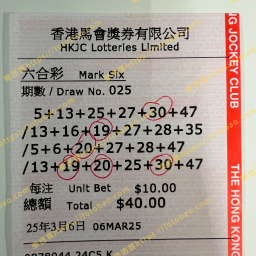 香港馬會獎券有限公司
HKJC Lotteries Limited
六合彩 Mark Six
期數 / Draw No. 025
5÷13+25+27+30+47
/13+16+19+27+28+35
/5+6+20+27+28+47
/13+19+20+25+30+47
每注 Unit Bet $10.00
總額 Total $40.00
25年3月6日 06MAR25
NG JOCKEY CLUB
THE HONG KONG